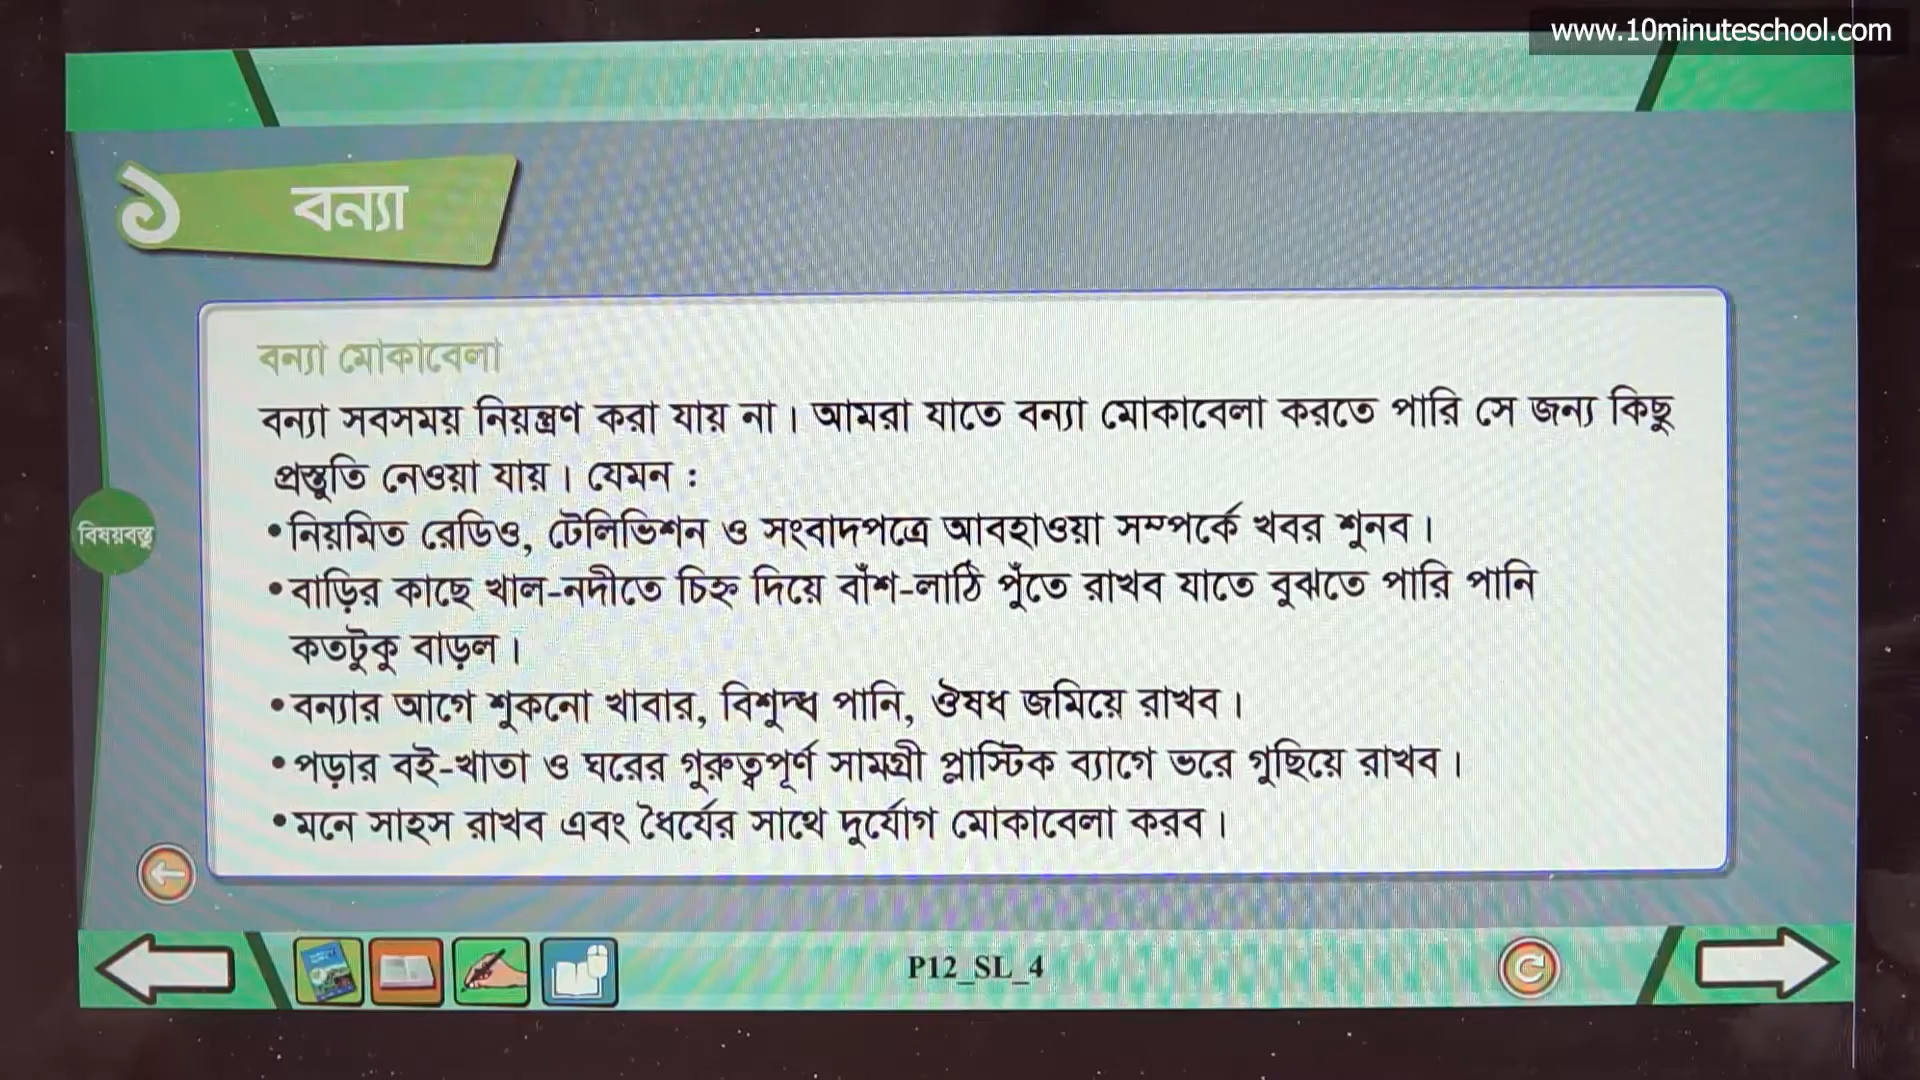 www.10minuteschool.com
১ বন্যা
বন্যা মোকাবেলা
বন্যা সবসময় নিয়ন্ত্রণ করা যায় না। আমরা যাতে বন্যা মোকাবেলা করতে পারি সে জন্য কিছু
প্রস্তুতি নেওয়া যায়। যেমন :
•নিয়মিত রেডিও, টেলিভিশন ও সংবাদপত্রে আবহাওয়া সম্পর্কে খবর শুনব।
বিষয়বস্তু
•বাড়ির কাছে খাল-নদীতে চিহ্ন দিয়ে বাঁশ-লাঠি পুঁতে রাখব যাতে বুঝতে পারি পানি
কতটুকু বাড়ল।
•বন্যার আগে শুকনো খাবার, বিশুদ্ধ পানি, ঔষধ জমিয়ে রাখব।
•পড়ার বই-খাতা ও ঘরের গুরুত্বপূর্ণ সামগ্রী প্লাস্টিক ব্যাগে ভরে গুছিয়ে রাখব।
•মনে সাহস রাখব এবং ধৈর্যের সাথে দুর্যোগ মোকাবেলা করব।
P12_SL_4